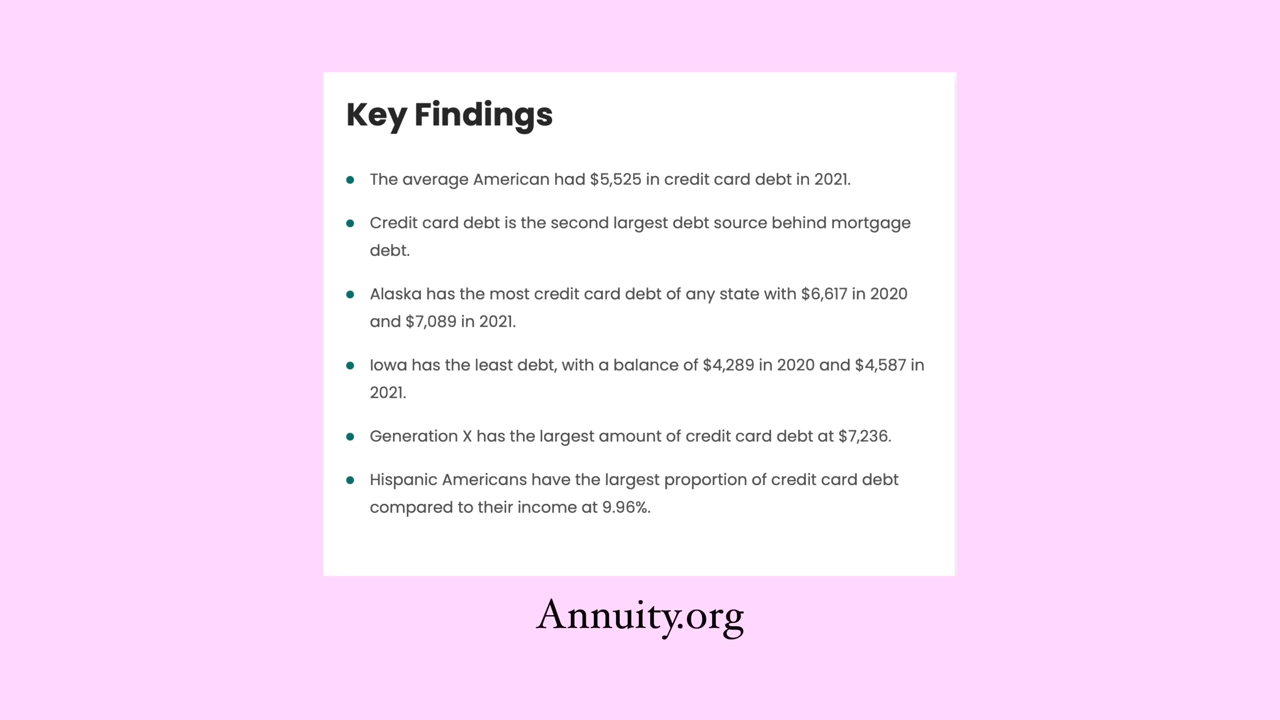 Key Findings
The average American had $5,525 in credit card debt in 2021.
Credit card debt is the second largest debt source behind mortgage
debt.
Alaska has the most credit card debt of any state with $6,617 in 2020
and $7,089 in 2021.
Iowa has the least debt, with a balance of $4,289 in 2020 and $4,587 in
2021.
Generation X has the largest amount of credit card debt at $7,236.
Hispanic Americans have the largest proportion of credit card debt
compared to their income at 9.96%.
Annuity.org